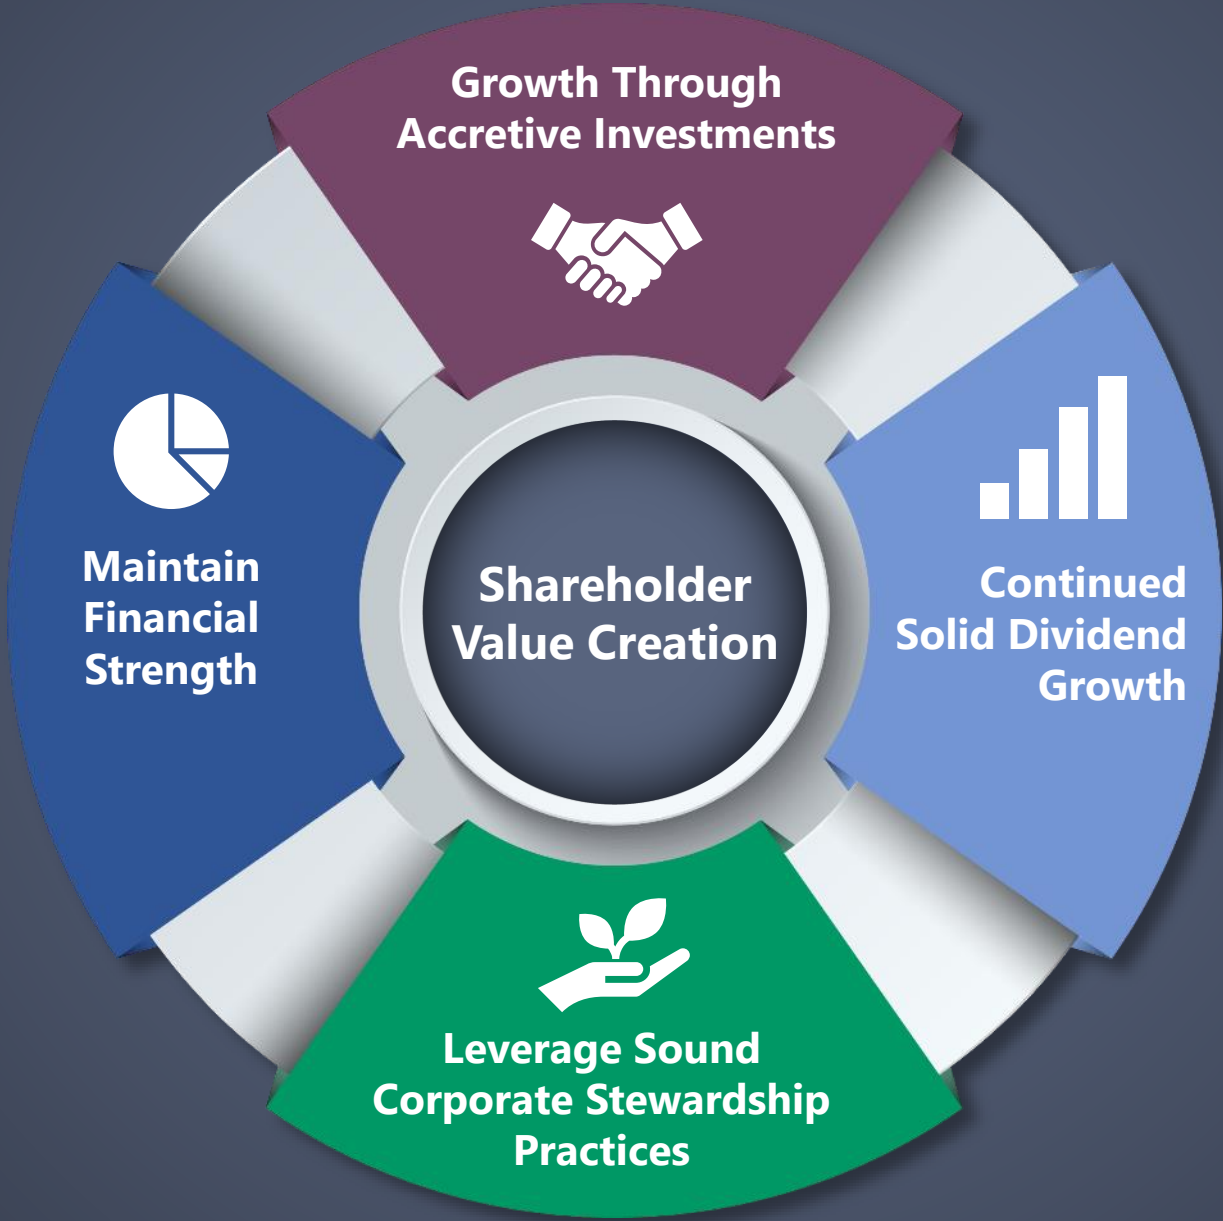 Growth Through
Accretive Investments
Maintain
Financial
Strength
Shareholder
Value Creation
Continued
Solid Dividend
Growth
Leverage Sound
Corporate Stewardship
Practices